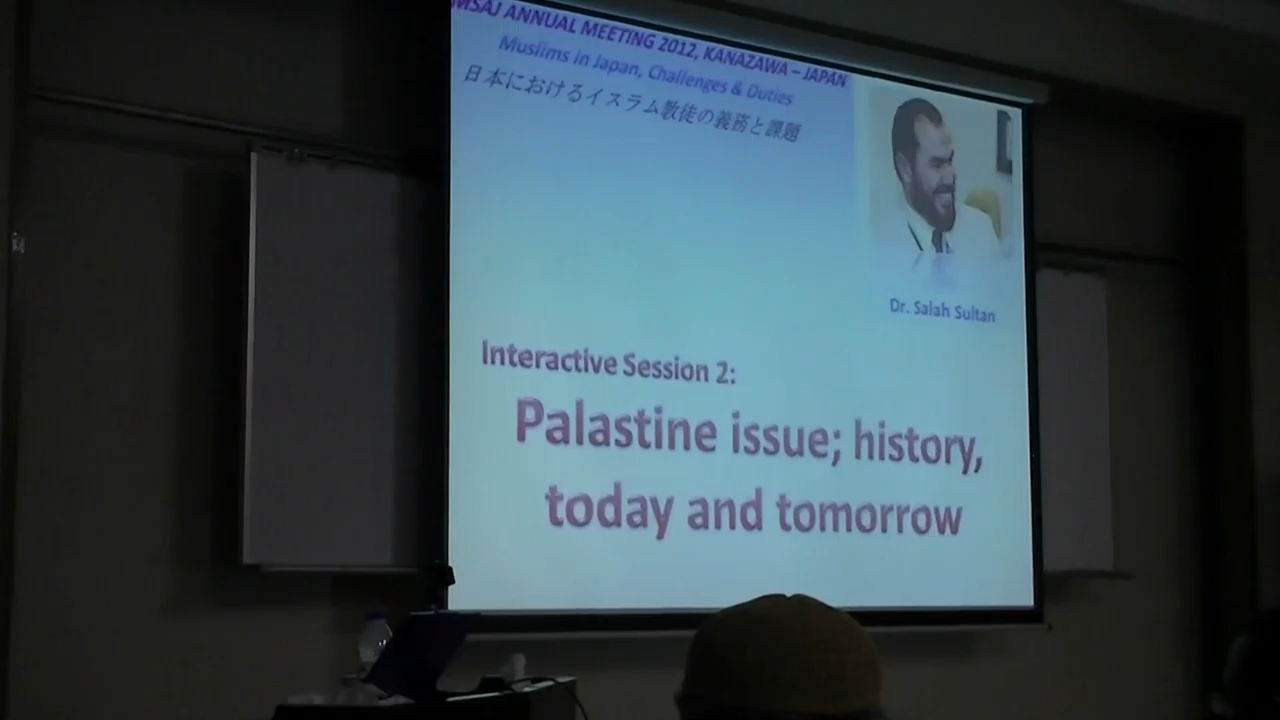 MSAJ ANNUAL MEETING 2012, KANAZAWA – JAPAN
Muslims in Japan, Challenges & Duties
日本におけるイスラム教徒の義務と課題
Dr. Salah Sultan
Interactive Session 2:
Palastine issue; history,
today and tomorrow